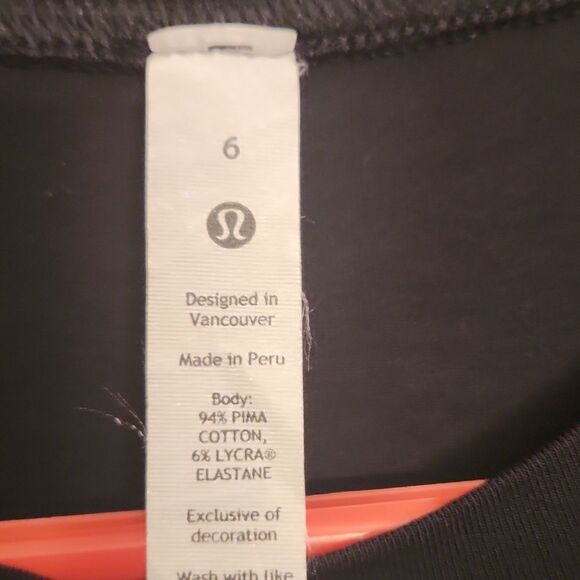 6
Designed in
Vancouver
Made in Peru
Body:
94% PIMA
COTTON,
6% LYCRA®
ELASTANE
Exclusive of
decoration
Wash with like